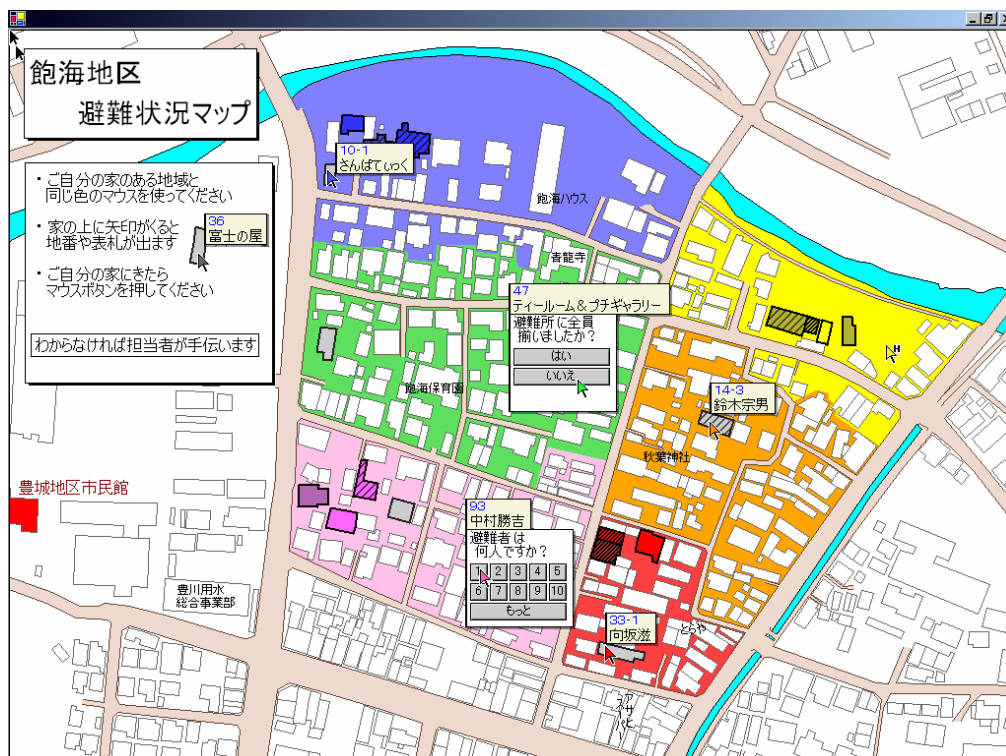 飽海地区
避難状況マップ
・ご自分の家のある地域と
同じ色のマウスを使ってください
・家の上に矢印がくると
地番や表札が出ます
・ご自分の家にきたら
マウスボタンを押してください
わからなければ担当者が手伝います
36
富士の屋
10-1
さんぱてぃっく
飽海ハウス
青龍寺
47
ティールーム&プチギャラリー
避難所に全員
揃いましたか?
はい
いいえ
飽海保育園
14-3
鈴木宗男
秋葉神社
豊城地区市民館
93
中村勝吉
避難者は
何人ですか?
1 2 3 4 5
6 7 8 9 10
もっと
豊川用水
総合事業部
33-1
向坂滋
とらや